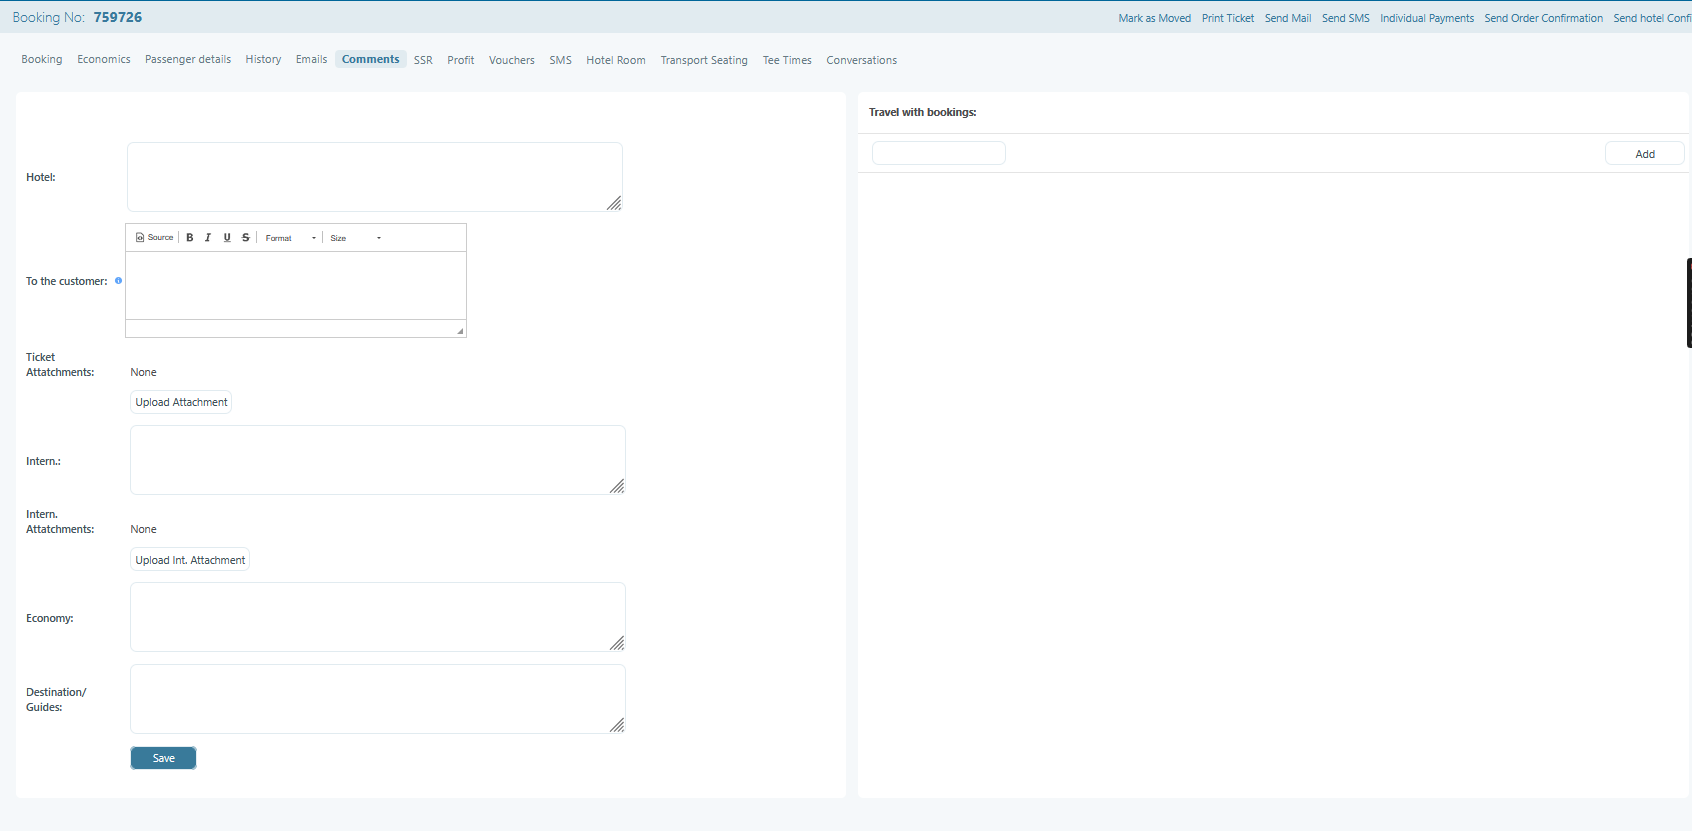 Booking No: 759726
Mark as Moved Print Ticket Send Mail Send SMS Individual Payments Send Order Confirmation Send hotel Confi
Booking Economics Passenger details History Emails Comments SSR Profit Vouchers SMS Hotel Room Transport Seating Tee Times Conversations
Travel with bookings:
Add
Hotel:
Source B I U S Format Size
To the customer:
Ticket
Attatchments: None
Upload Attachment
Intern.:
Intern.
Attatchments: None
Upload Int. Attachment
Economy:
Destination/
Guides:
Save